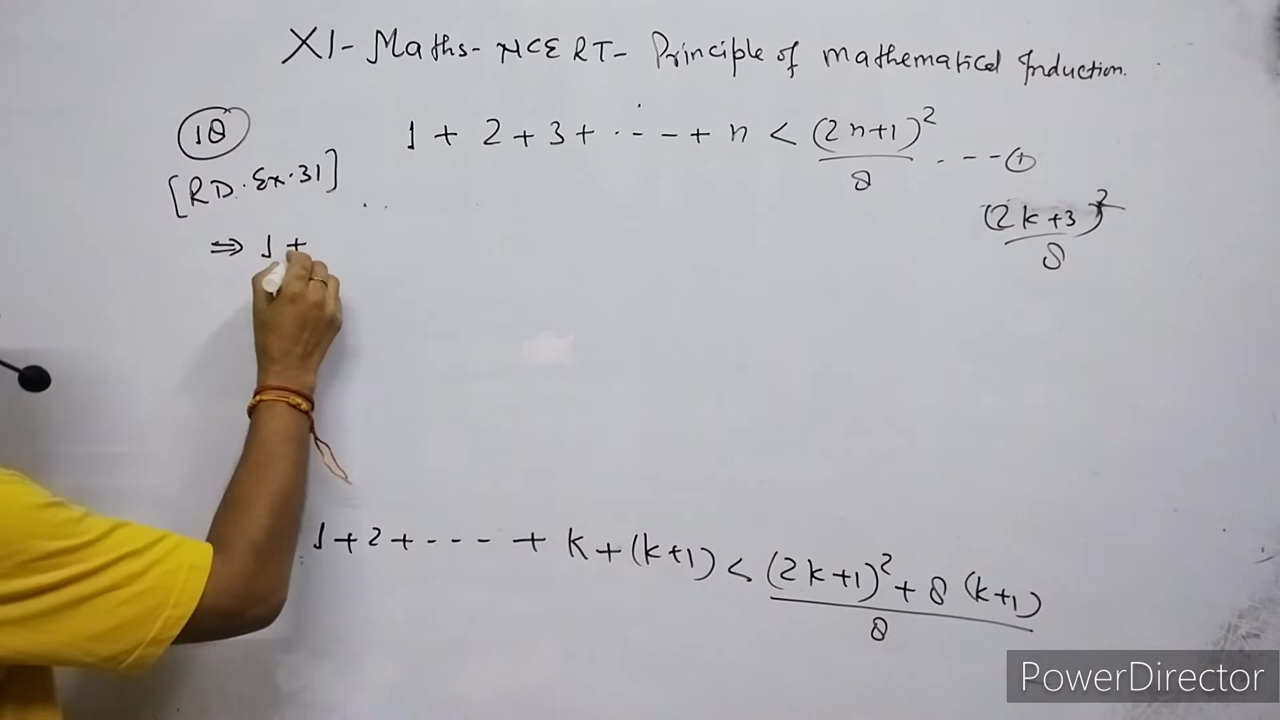 XI - Maths - NCERT - Principle of mathematical Induction.
18 1 + 2 + 3 + ... + n < (2n+1)²/8 ... ①
[RD. Ex. 31]
(2k+3)²/8
⇒ 1 +
1 + 2 + ... + k + (k+1) < (2k+1)² + 8(k+1)/8
PowerDirector